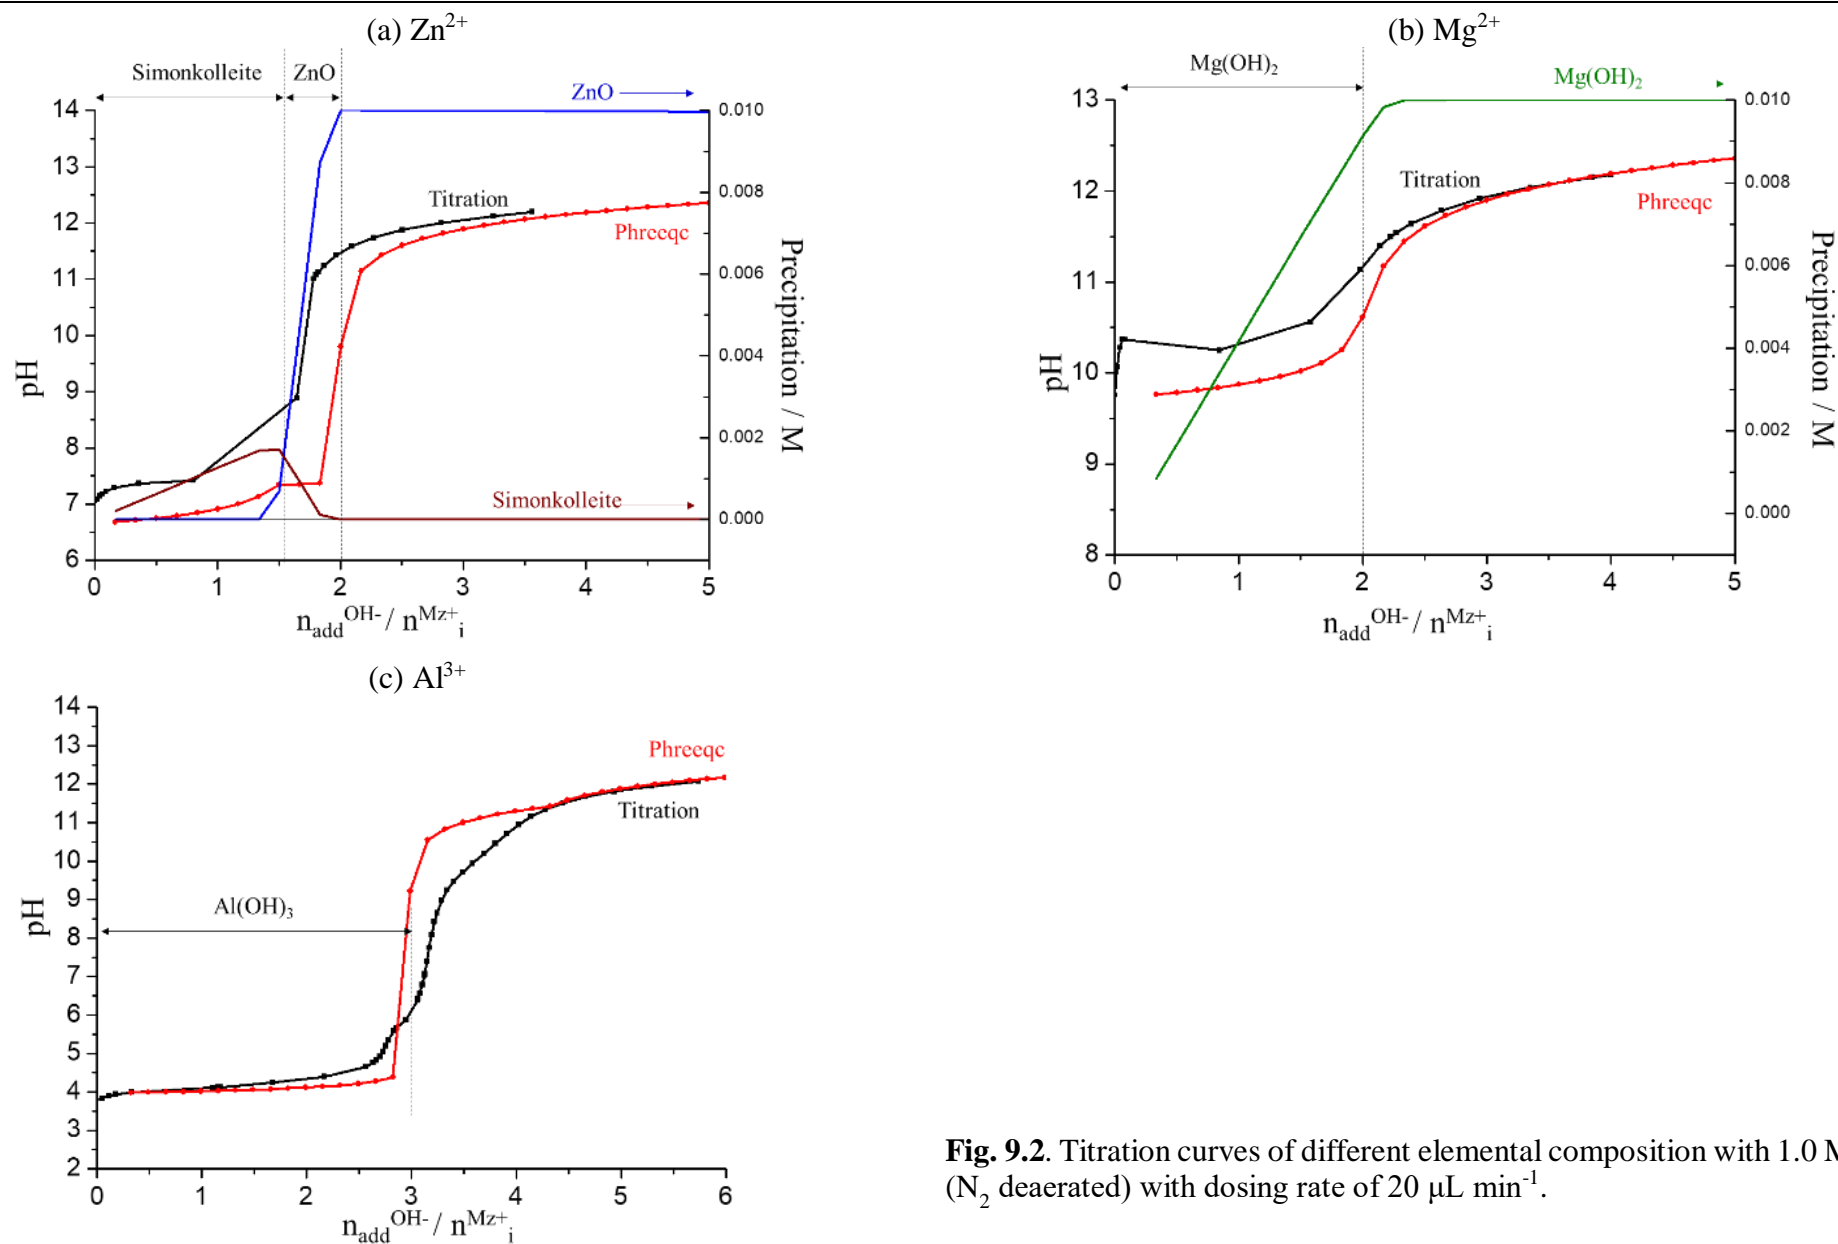 (a) Zn2+
Simonkolleite
ZnO
ZnO
14
13
12
11
10
9
8
7
6
pH
0.010
0.008
0.006
0.004
0.002
0.000
Precipitation / M
Titration
Phreeqc
Simonkolleite
0 1 2 3 4 5
naddOH- / nMz+i
(b) Mg2+
Mg(OH)2
Mg(OH)2
13
12
11
10
9
8
pH
0.010
0.008
0.006
0.004
0.002
0.000
Precipitation / M
Titration
Phreeqc
0 1 2 3 4 5
naddOH- / nMz+i
(c) Al3+
14
13
12
11
10
9
8
7
6
5
4
3
2
pH
Phreeqc
Titration
Al(OH)3
0 1 2 3 4 5 6
naddOH- / nMz+i
Fig. 9.2. Titration curves of different elemental composition with 1.0 M
(N2 deaerated) with dosing rate of 20 μL min-1.